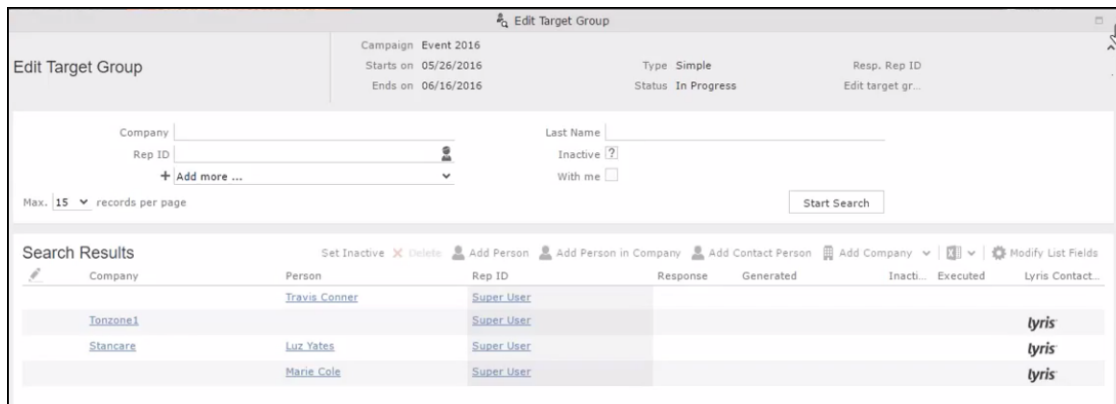 Edit Target Group
Edit Target Group
Campaign Event 2016
Starts on 05/26/2016 Type Simple Resp. Rep ID
Ends on 06/16/2016 Status In Progress Edit target gr...
Company Last Name
Rep ID Inactive ?
+ Add more ... With me
Max. 15 records per page Start Search
Search Results Set Inactive Delete Add Person Add Person in Company Add Contact Person Add Company Modify List Fields
Company Person Rep ID Response Generated Inacti... Executed Lyris Contact...
Travis Conner Super User
Tonzone1 Super User lyris
Stancare Luz Yates Super User lyris
Marie Cole Super User lyris